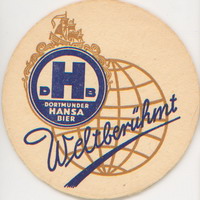 H
D B
DORTMUNDER
HANSA
BIER
Weltberühmt